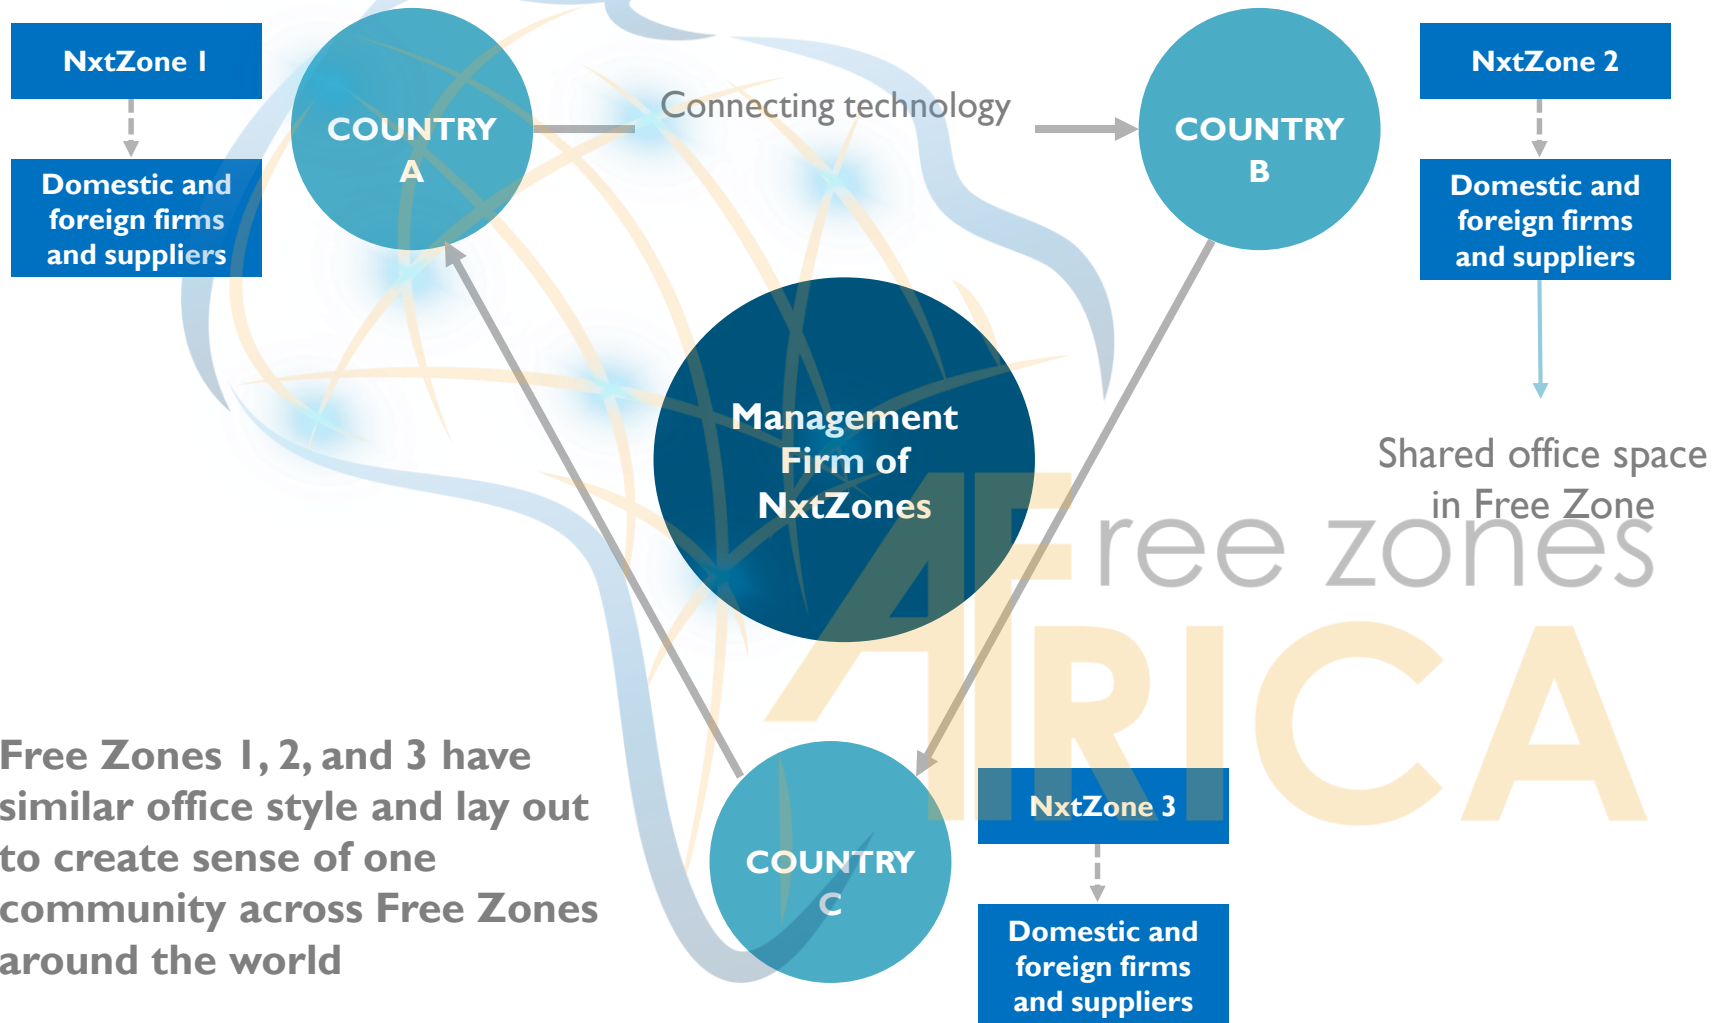 NxtZone 1
COUNTRY
A
Connecting technology
COUNTRY
B
NxtZone 2
Domestic and
foreign firms
and suppliers
Domestic and
foreign firms
and suppliers
Management
Firm of
NxtZones
Shared office space
in Free Zone
Free zones
AFRICA
Free Zones 1, 2, and 3 have
similar office style and lay out
to create sense of one
community across Free Zones
around the world
COUNTRY
C
NxtZone 3
Domestic and
foreign firms
and suppliers